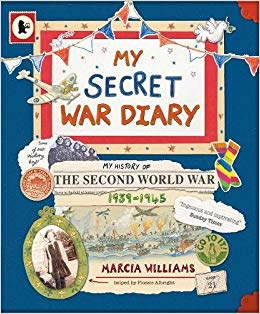 MY
SECRET
WAR DIARY
MY HISTORY OF
THE SECOND WORLD WAR
1939-1945
"Ingenious and captivating"
Sunday Times
MARCIA WILLIAMS
helped by Flossie Albright